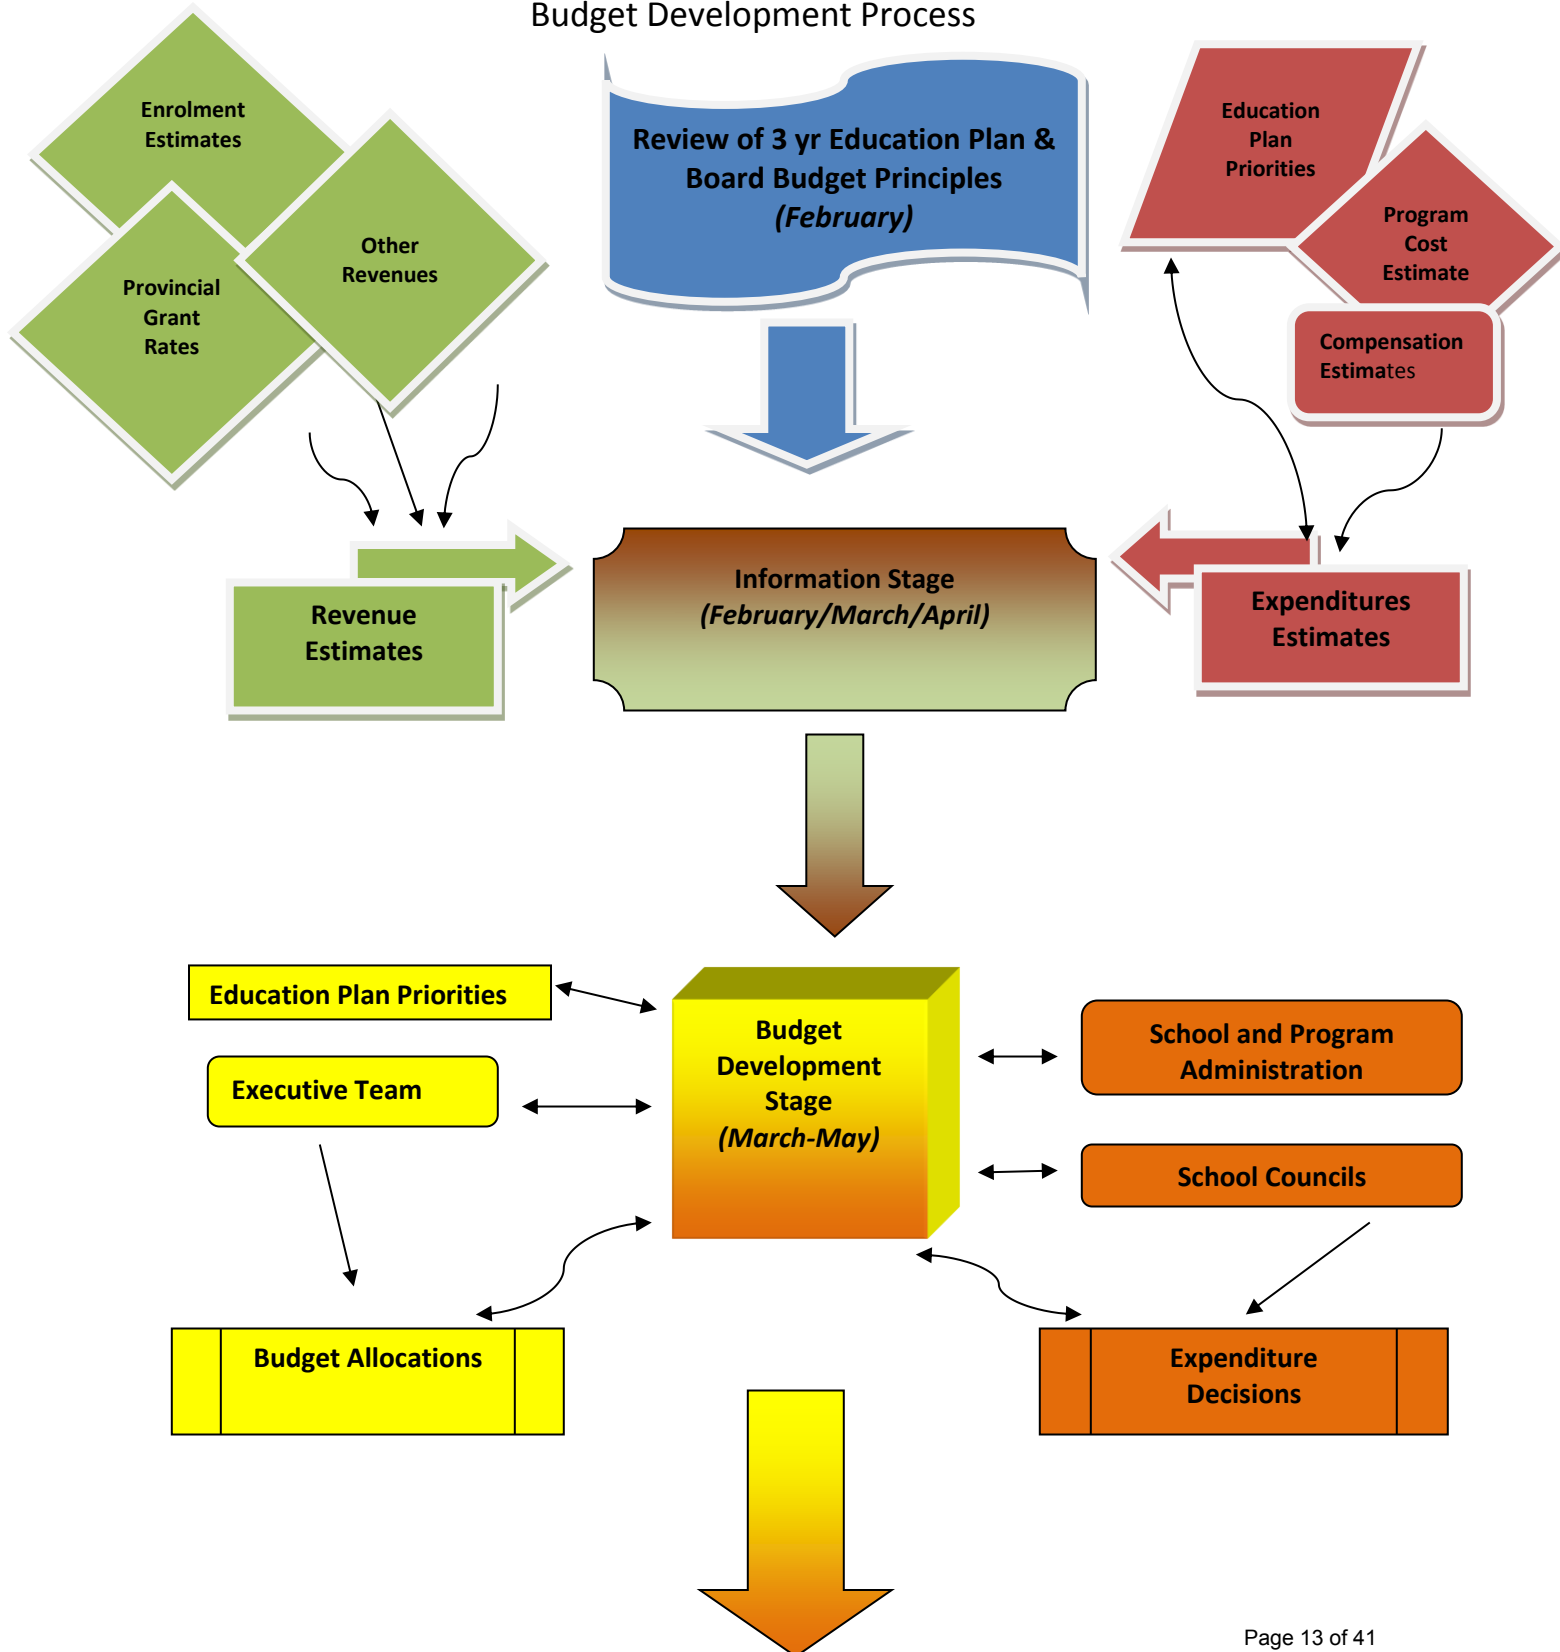 Budget Development Process
Enrolment
Estimates
Other
Revenues
Provincial
Grant
Rates
Review of 3 yr Education Plan &
Board Budget Principles
(February)
Education
Plan
Priorities
Program
Cost
Estimate
Compensation
Estimates
Revenue
Estimates
Information Stage
(February/March/April)
Expenditures
Estimates
Education Plan Priorities
Executive Team
Budget
Development
Stage
(March-May)
School and Program
Administration
School Councils
Budget Allocations
Expenditure
Decisions
Page 13 of 41